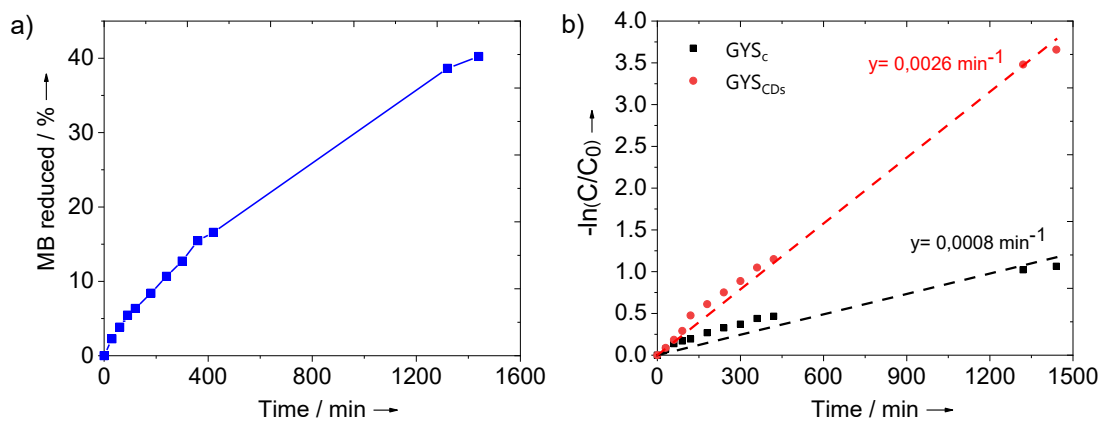 a)
MB reduced / % →
40
30
20
10
0
0
400
800
1200
1600
Time / min →
b)
-ln(C/C₀) →
4.0
3.5
3.0
2.5
2.0
1.5
1.0
0.5
0.0
GYSc
GYSCDs
y= 0,0026 min⁻¹
y= 0,0008 min⁻¹
0
300
600
900
1200
1500
Time / min →